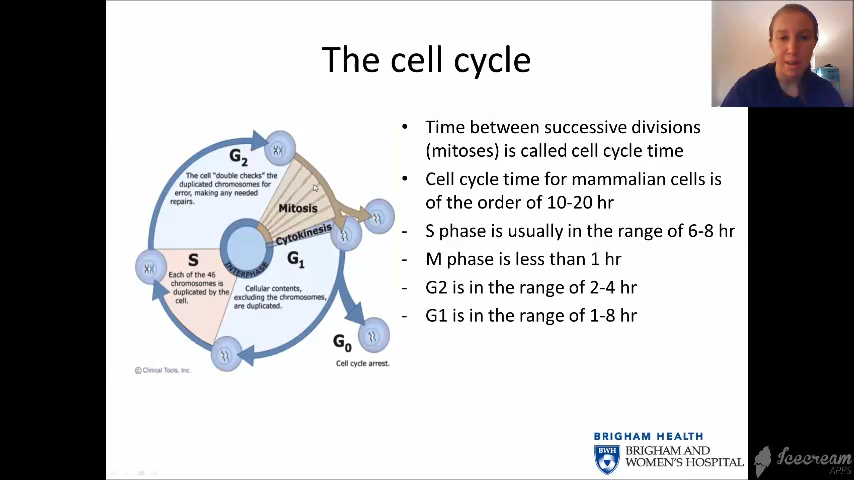 The cell cycle
G2
The cell "double checks" the
duplicated chromosomes for
error, making any needed
repairs.
Mitosis
Cytokinesis
S
Each of the 46
chromosomes is
duplicated by the
cell.
INTERPHASE
G1
Cellular contents,
excluding the chromosomes,
are duplicated.
G0
Cell cycle arrest.
© Clinical Tools, Inc.
• Time between successive divisions
(mitoses) is called cell cycle time
• Cell cycle time for mammalian cells is
of the order of 10-20 hr
- S phase is usually in the range of 6-8 hr
- M phase is less than 1 hr
- G2 is in the range of 2-4 hr
- G1 is in the range of 1-8 hr
BRIGHAM HEALTH
BWH
BRIGHAM AND
WOMEN'S HOSPITAL
Icecream
APPS